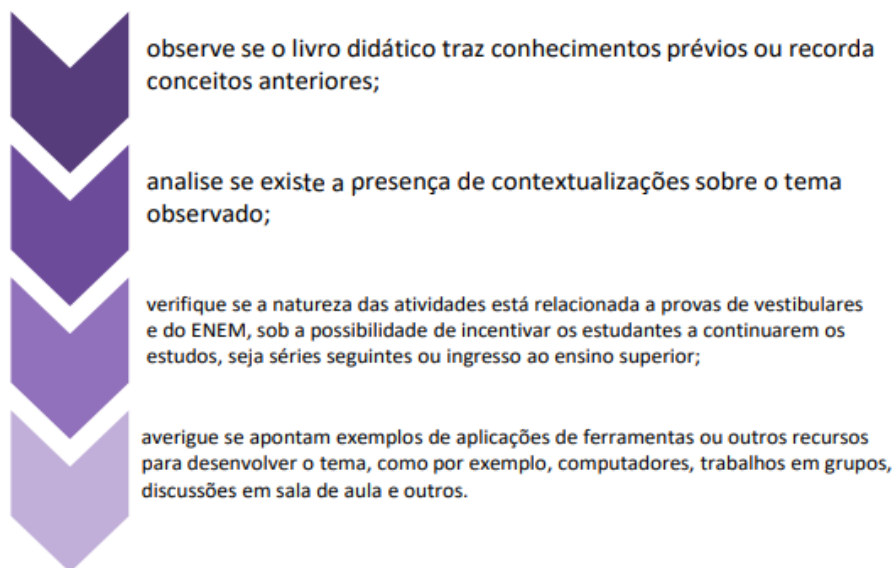 observe se o livro didático traz conhecimentos prévios ou recorda
conceitos anteriores;
analise se existe a presença de contextualizações sobre o tema
observado;
verifique se a natureza das atividades está relacionada a provas de vestibulares
e do ENEM, sob a possibilidade de incentivar os estudantes a continuarem os
estudos, seja séries seguintes ou ingresso ao ensino superior;
averigue se apontam exemplos de aplicações de ferramentas ou outros recursos
para desenvolver o tema, como por exemplo, computadores, trabalhos em grupos,
discussões em sala de aula e outros.